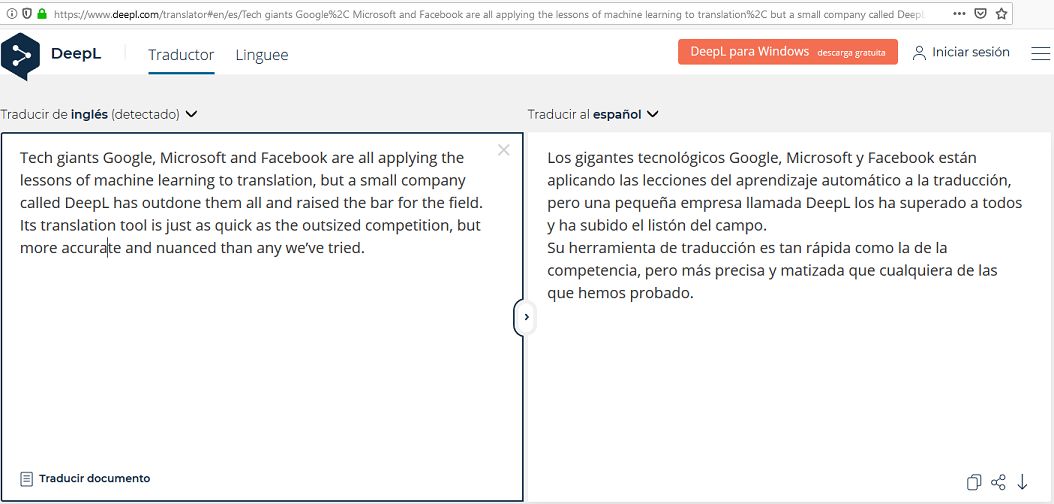 https://www.deepl.com/translator#en/es/Tech giants Google%2C Microsoft and Facebook are all applying the lessons of machine learning to translation%2C but a small company called DeepL
DeepL
Traductor
Linguee
DeepL para Windows descarga gratuita
Iniciar sesión
Traducir de inglés (detectado)
Traducir al español
Tech giants Google, Microsoft and Facebook are all applying the
lessons of machine learning to translation, but a small company
called DeepL has outdone them all and raised the bar for the field.
Its translation tool is just as quick as the outsized competition, but
more accurate and nuanced than any we've tried.
Los gigantes tecnológicos Google, Microsoft y Facebook están
aplicando las lecciones del aprendizaje automático a la traducción,
pero una pequeña empresa llamada DeepL los ha superado a todos
y ha subido el listón del campo.
Su herramienta de traducción es tan rápida como la de la
competencia, pero más precisa y matizada que cualquiera de las
que hemos probado.
Traducir documento